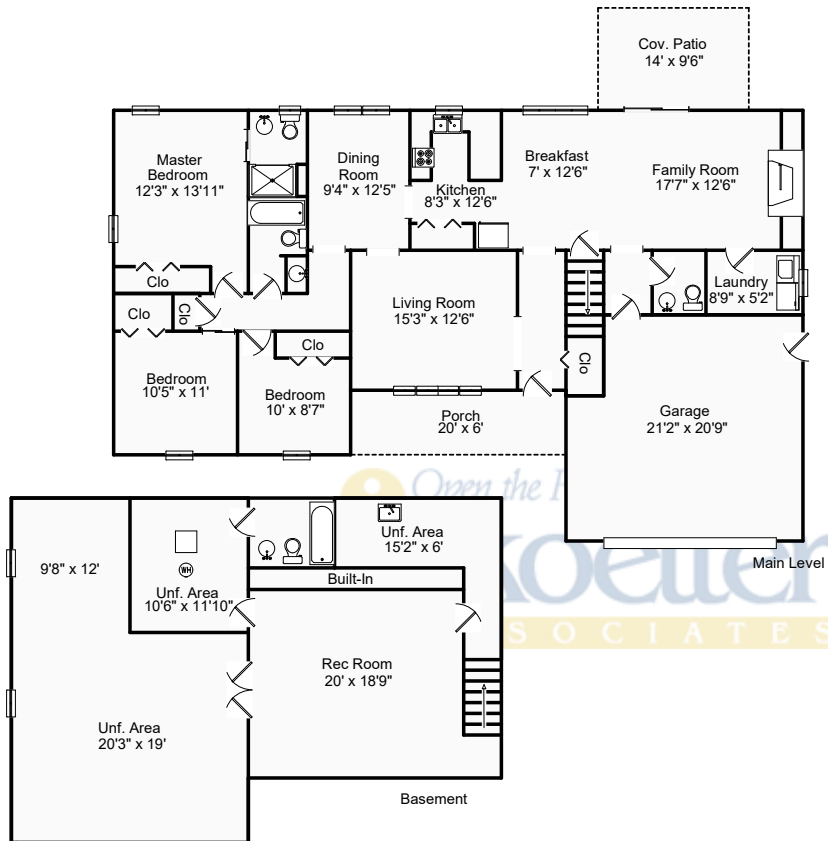 Cov. Patio
14' x 9'6"
Master
Bedroom
12'3" x 13'11"
Dining
Room
9'4" x 12'5"
Kitchen
8'3" x 12'6"
Breakfast
7' x 12'6"
Family Room
17'7" x 12'6"
Clo
Clo
Clo
Living Room
15'3" x 12'6"
Laundry
8'9" x 5'2"
Clo
Clo
Bedroom
10'5" x 11'
Bedroom
10' x 8'7"
Porch
20' x 6'
Garage
21'2" x 20'9"
Main Level
Open the
koeller
ASSOCIATES
9'8" x 12'
WH
Unf. Area
10'6" x 11'10"
Unf. Area
15'2" x 6'
Built-In
Rec Room
20' x 18'9"
Unf. Area
20'3" x 19'
Basement